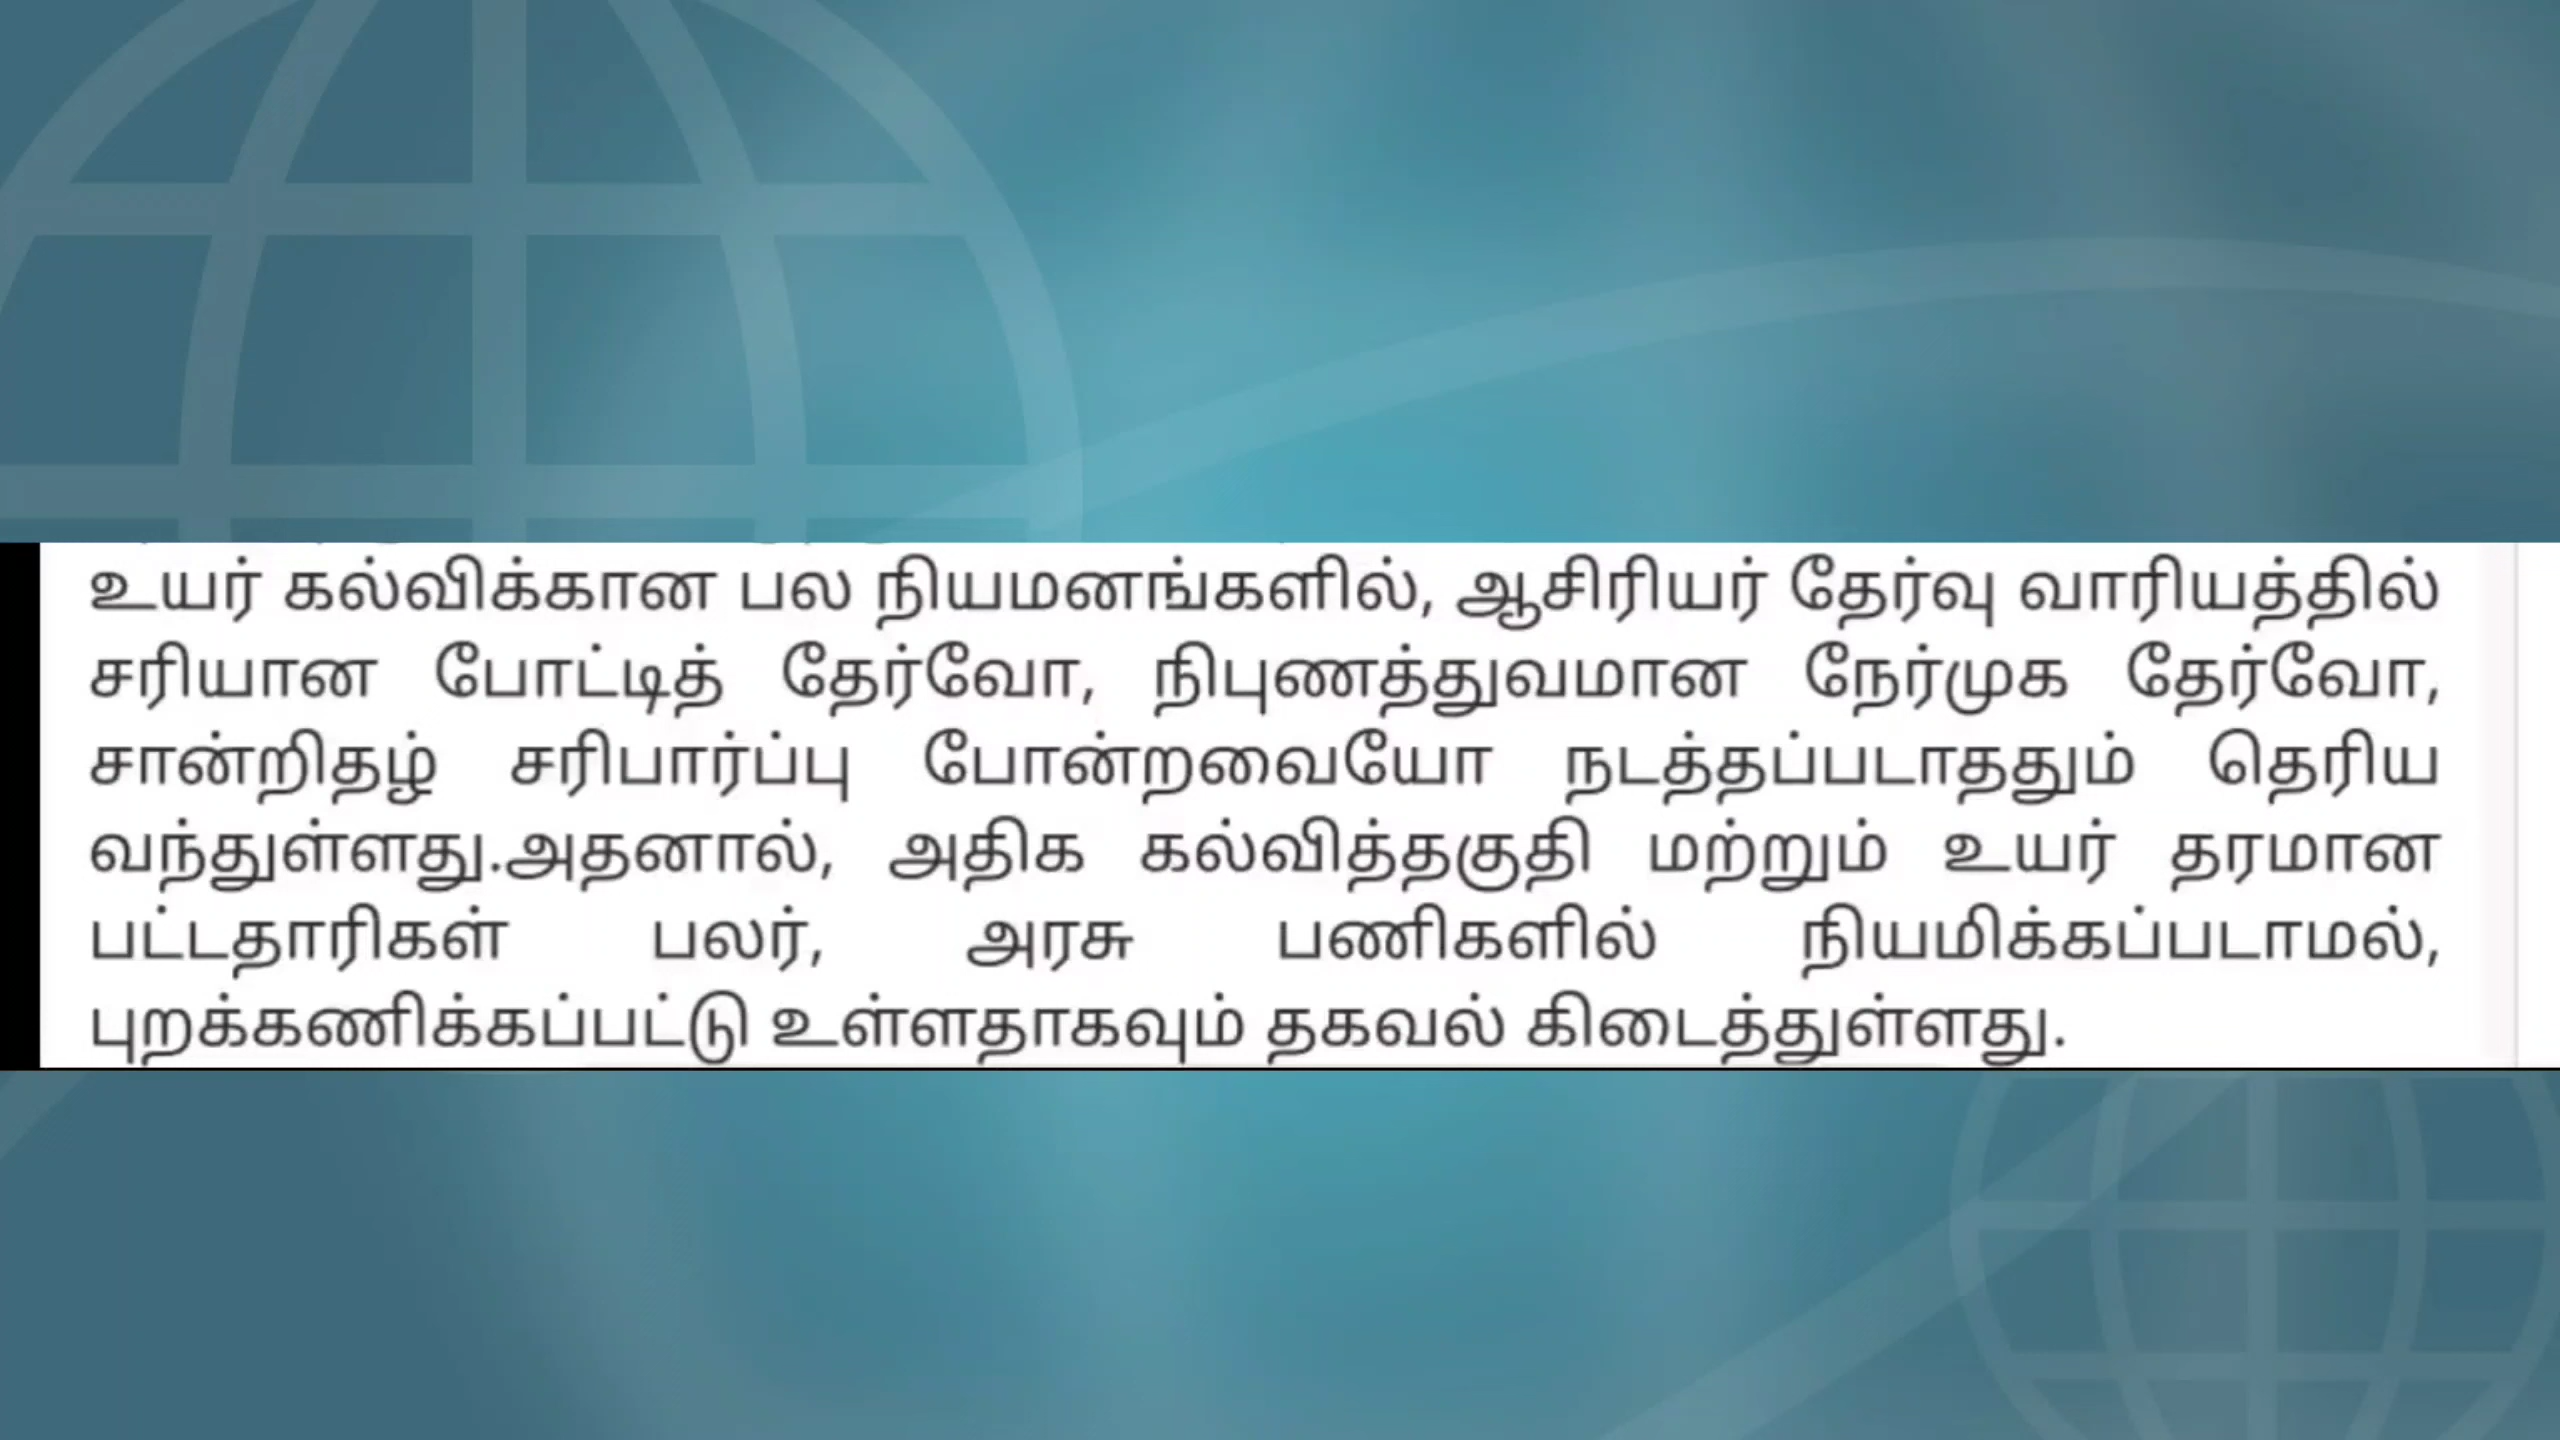 உயர் கல்விக்கான பல நியமனங்களில், ஆசிரியர் தேர்வு வாரியத்தில்
சரியான போட்டித் தேர்வோ, நிபுணத்துவமான நேர்முக தேர்வோ,
சான்றிதழ் சரிபார்ப்பு போன்றவையோ நடத்தப்படாததும் தெரிய
வந்துள்ளது.அதனால், அதிக கல்வித்தகுதி மற்றும் உயர் தரமான
பட்டதாரிகள் பலர், அரசு பணிகளில் நியமிக்கப்படாமல்,
புறக்கணிக்கப்பட்டு உள்ளதாகவும் தகவல் கிடைத்துள்ளது.